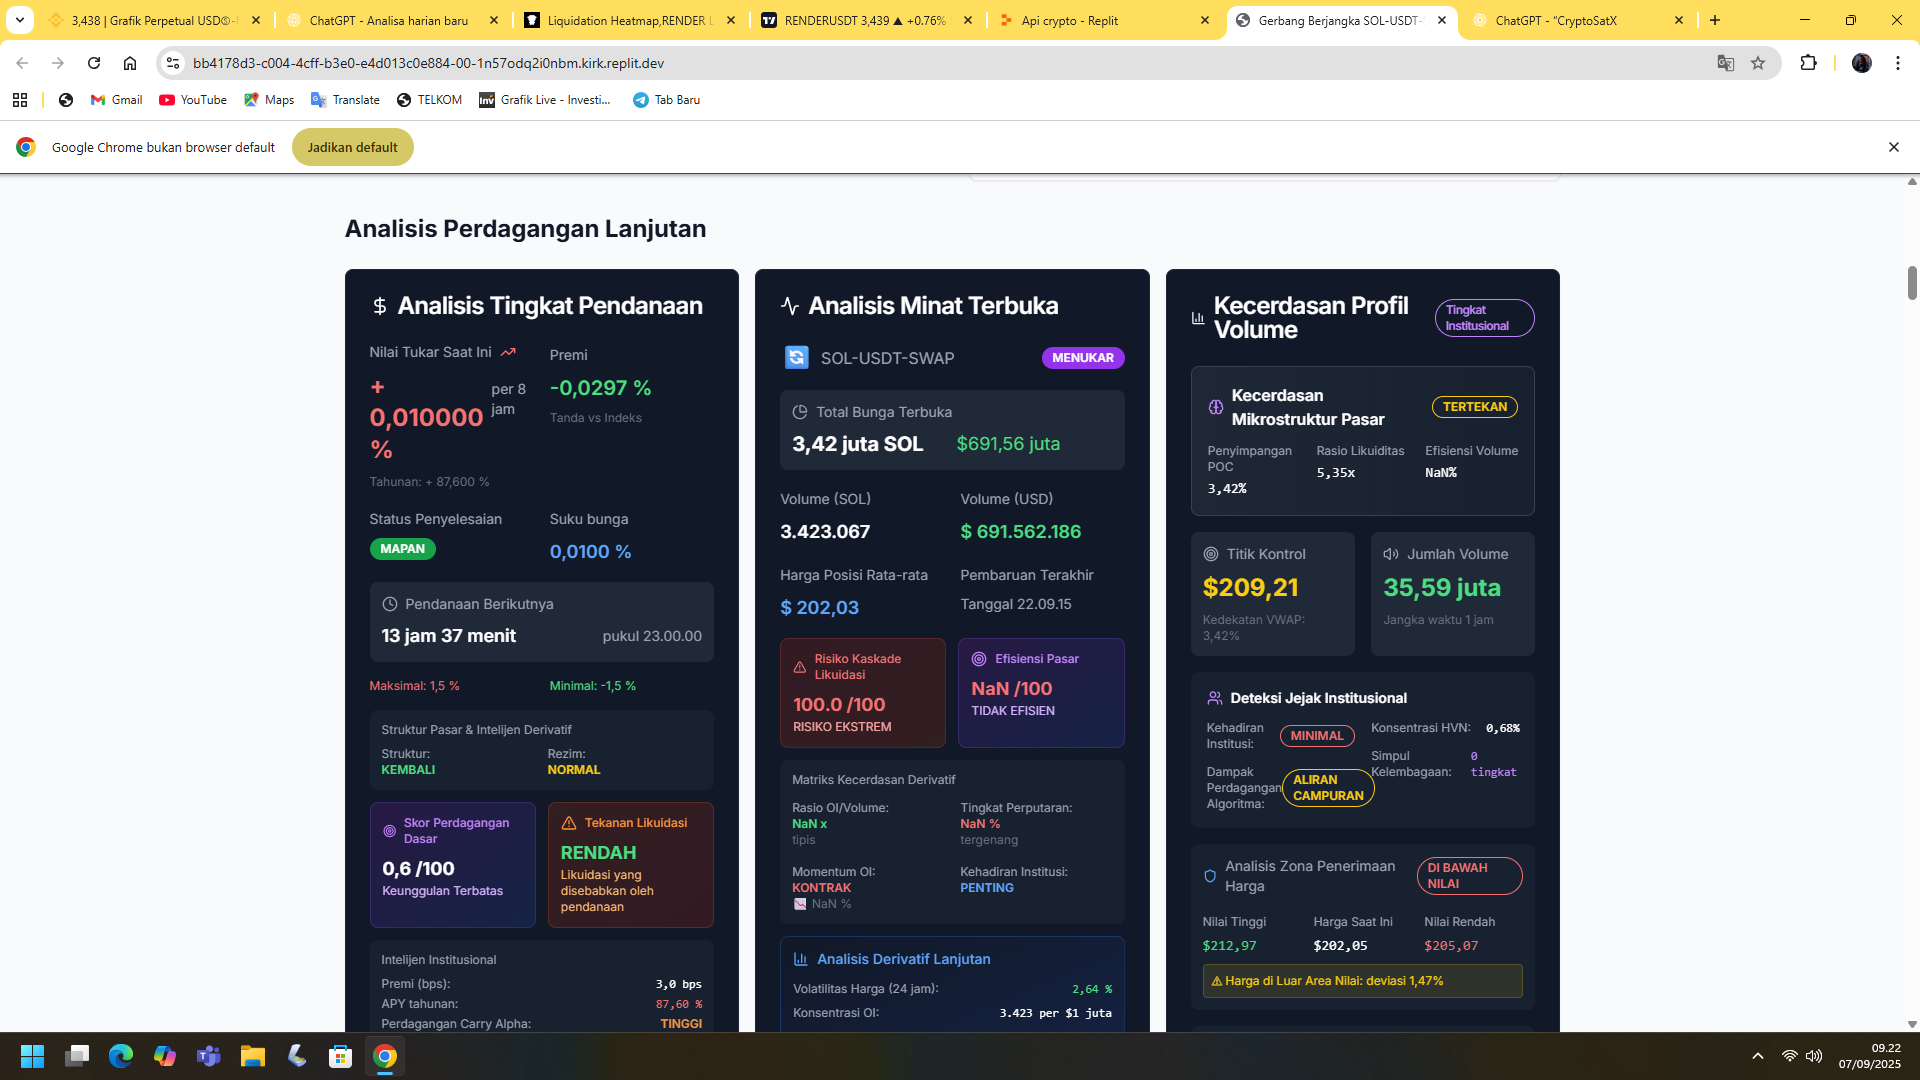 3,438 | Grafik Perpetual USD©-
ChatGPT - Analisa harian baru
Liquidation Heatmap,RENDER L
RENDERUSDT 3,439 ▲ +0.76%
Api crypto - Replit
Gerbang Berjangka SOL-USDT-
ChatGPT - "CryptoSatX
bb4178d3-c004-4cff-b3e0-e4d013c0e884-00-1n57odq2i0nbm.kirk.replit.dev
Gmail
YouTube
Maps
Translate
TELKOM
Grafik Live - Investi...
Tab Baru
Google Chrome bukan browser default
Jadikan default
Analisis Perdagangan Lanjutan
Analisis Tingkat Pendanaan
Nilai Tukar Saat Ini
+
0,010000
%
per 8
jam
Tahunan: + 87,600 %
Premi
-0,0297 %
Tanda vs Indeks
Status Penyelesaian
MAPAN
Suku bunga
0,0100 %
Pendanaan Berikutnya
13 jam 37 menit
pukul 23.00.00
Maksimal: 1,5 %
Minimal: -1,5 %
Struktur Pasar & Intelijen Derivatif
Struktur:
KEMBALI
Rezim:
NORMAL
Skor Perdagangan
Dasar
0,6 /100
Keunggulan Terbatas
Tekanan Likuidasi
RENDAH
Likuidasi yang
disebabkan oleh
pendanaan
Intelijen Institusional
Premi (bps):
3,0 bps
APY tahunan:
87,60 %
Perdagangan Carry Alpha:
TINGGI
Analisis Minat Terbuka
SOL-USDT-SWAP
MENUKAR
Total Bunga Terbuka
3,42 juta SOL
$691,56 juta
Volume (SOL)
3.423.067
Volume (USD)
$ 691.562.186
Harga Posisi Rata-rata
$ 202,03
Pembaruan Terakhir
Tanggal 22.09.15
Risiko Kaskade
Likuidasi
100.0 /100
RISIKO EKSTREM
Efisiensi Pasar
NaN /100
TIDAK EFISIEN
Matriks Kecerdasan Derivatif
Rasio OI/Volume:
NaN x
tipis
Tingkat Perputaran:
NaN %
tergenang
Momentum OI:
KONTRAK
NaN %
Kehadiran Institusi:
PENTING
Analisis Derivatif Lanjutan
Volatilitas Harga (24 jam):
2,64 %
Konsentrasi OI:
3.423 per $1 juta
Kecerdasan Profil
Volume
Tingkat
Institusional
Kecerdasan
Mikrostruktur Pasar
TERTEKAN
Penyimpangan
POC
3,42%
Rasio Likuiditas
5,35x
Efisiensi Volume
NaN%
Titik Kontrol
$209,21
Kedekatan VWAP:
3,42%
Jumlah Volume
35,59 juta
Jangka waktu 1 jam
Deteksi Jejak Institusional
Kehadiran
Institusi:
MINIMAL
Konsentrasi HVN:
0,68%
Dampak
Perdagangan
Algoritma:
ALIRAN
CAMPURAN
Simpul
Kelembagaan:
0
tingkat
Analisis Zona Penerimaan
Harga
DI BAWAH
NILAI
Nilai Tinggi
$212,97
Harga Saat Ini
$202,05
Nilai Rendah
$205,07
⚠ Harga di Luar Area Nilai: deviasi 1,47%
09.22
07/09/2025